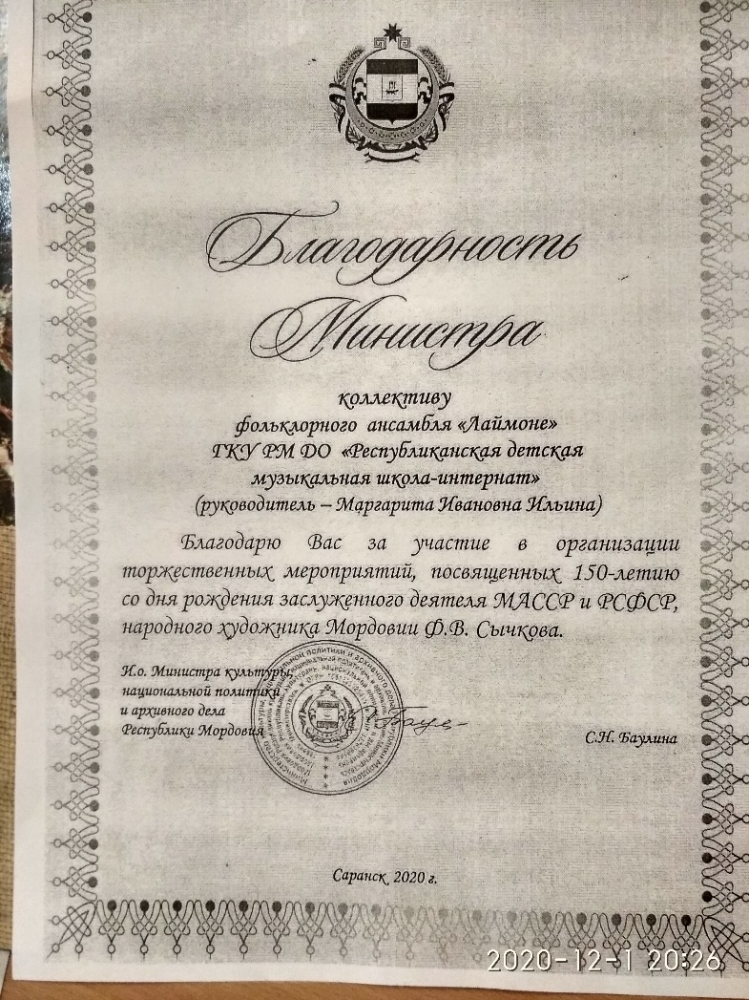 Благодарность
Министра
коллективу
фольклорного ансамбля «Лаймоне»
ГКУ РМ ДО «Республиканская детская
музыкальная школа-интернат»
(руководитель – Маргарита Ивановна Ильина)
Благодарю Вас за участие в организации
торжественных мероприятий, посвященных 150-летию
со дня рождения заслуженного деятеля МАССР и РСФСР,
народного художника Мордовии Ф.В. Сычкова.
И.о. Министра культуры,
национальной политики
и архивного дела
Республики Мордовия
С.Н. Баулина
Саранск, 2020 г.
2020-12-1 20:26